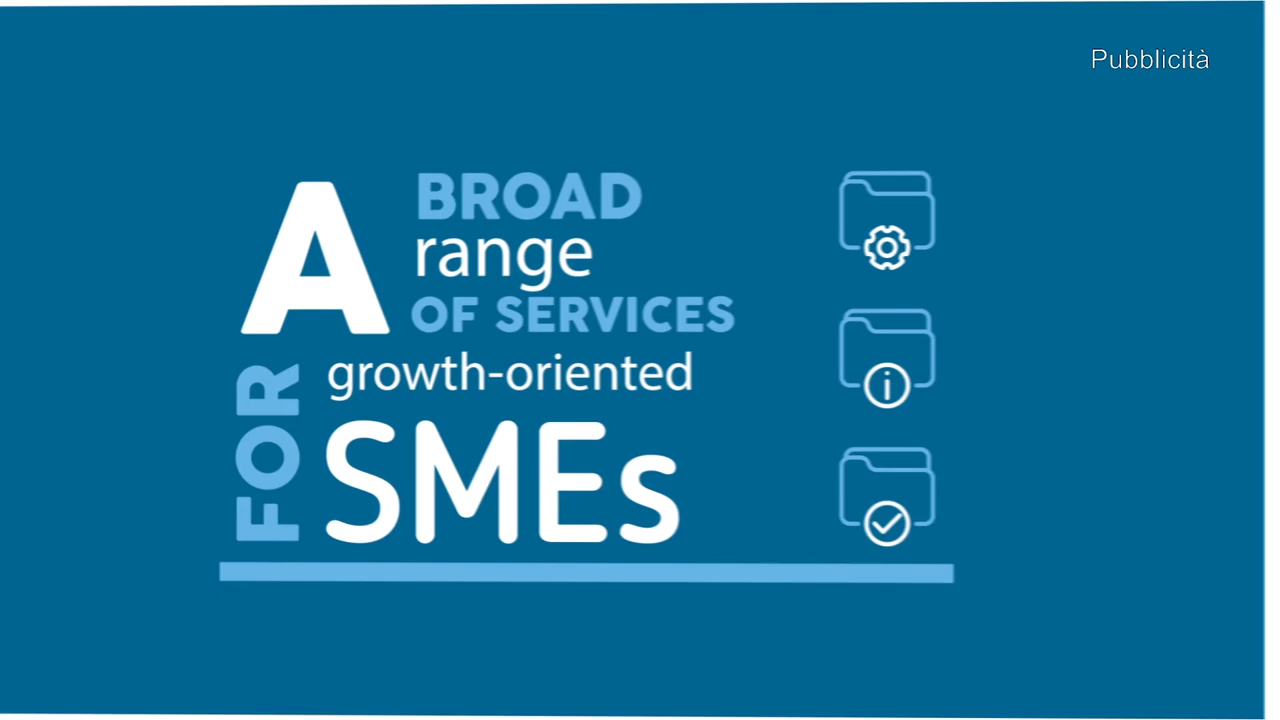 Pubblicità
A
BROAD
range
OF SERVICES
FOR
growth-oriented
SMEs